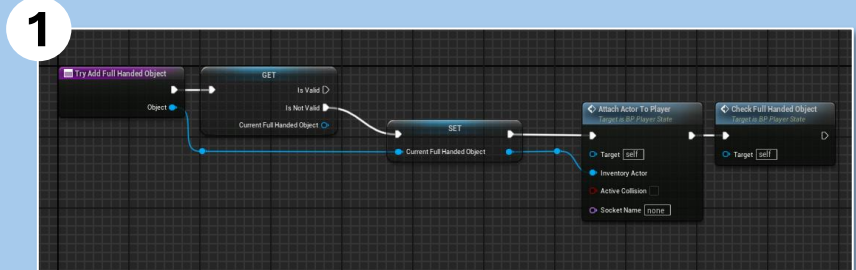 1
Try Add Full Handed Object
Object
GET
Is Valid
Is Not Valid
Current Full Handed Object
SET
Current Full Handed Object
Attach Actor To Player
Target is BP Player State
Target self
Inventory Actor
Active Collision
Socket Name none
Check Full Handed Object
Target is BP Player State
Target self